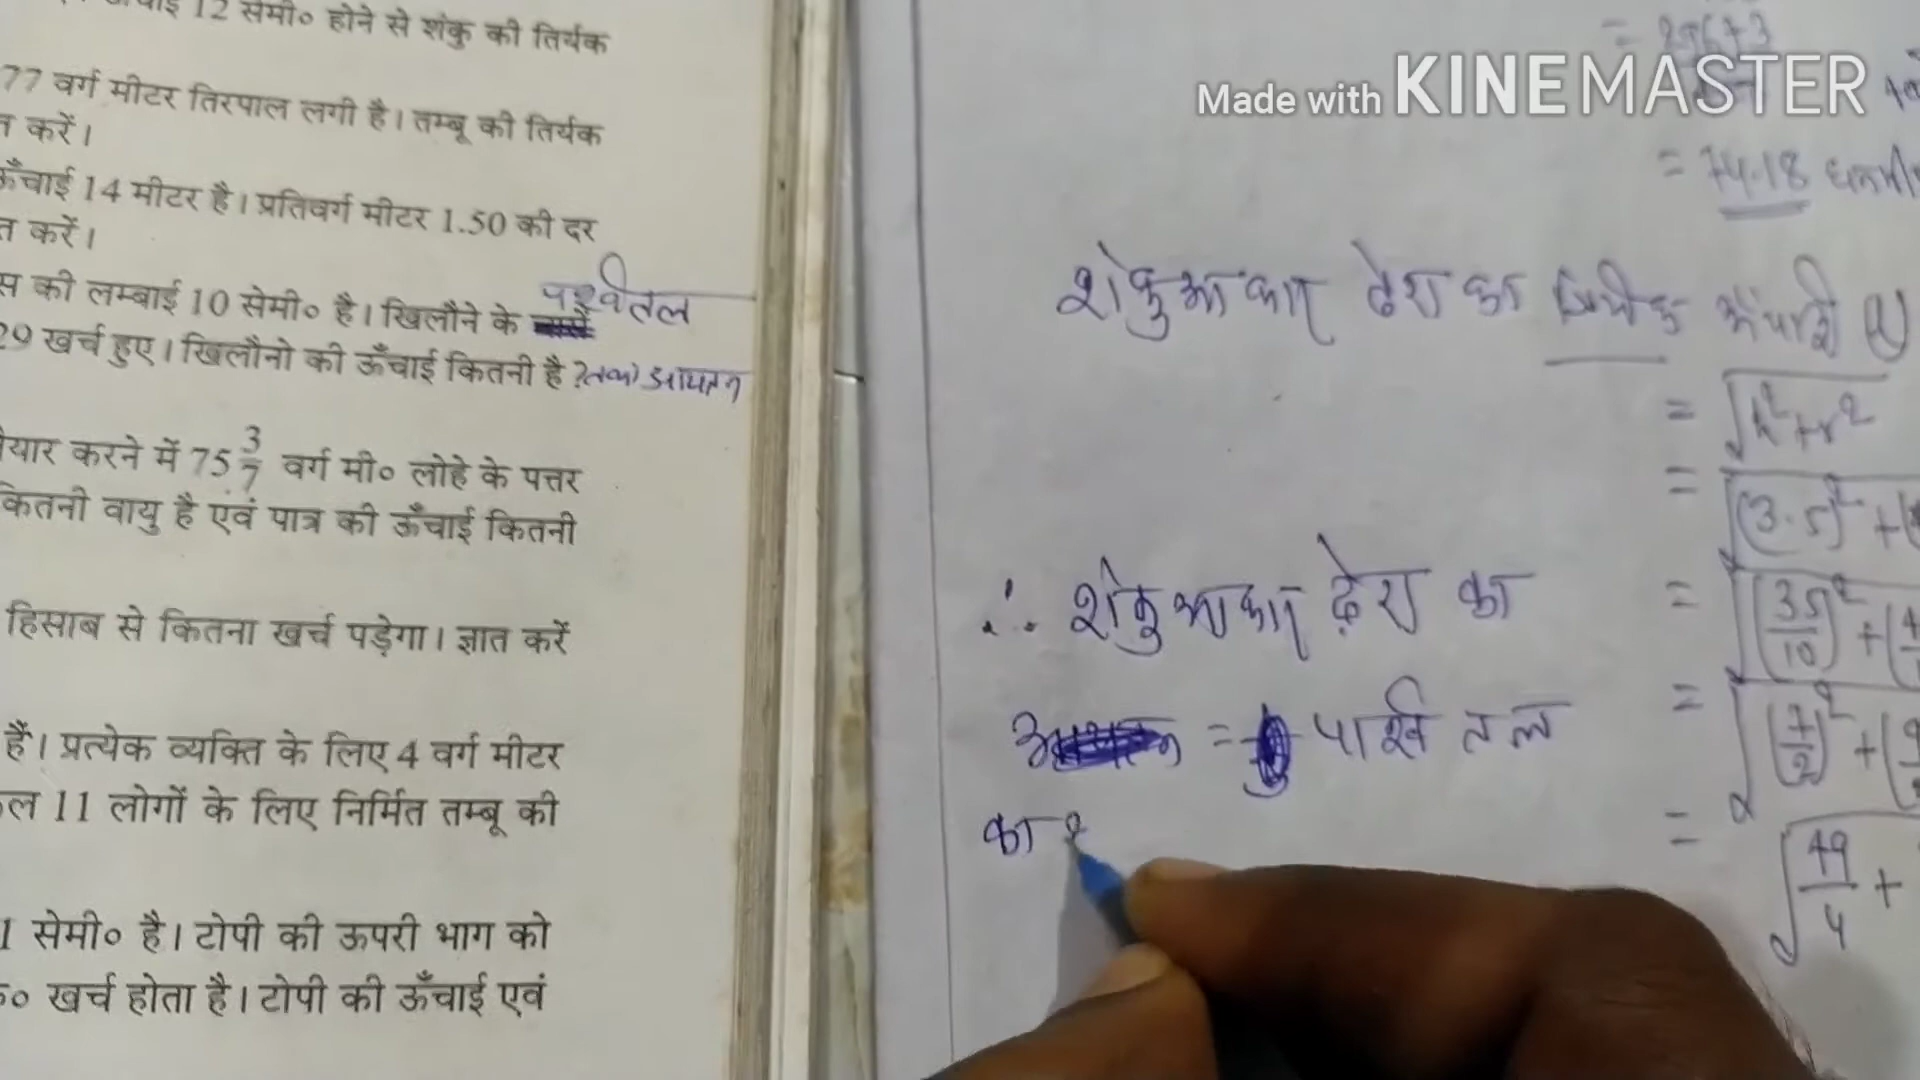 12 सेमी० होने से शंकु की तिर्यक
77 वर्ग मीटर तिरपाल लगी है। तम्बू की तिर्यक
करें।
ऊँचाई 14 मीटर है। प्रतिवर्ग मीटर 1.50 की दर
करें।
की लम्बाई 10 सेमी० है। खिलौने के
29 खर्च हुए। खिलौनो की ऊँचाई कितनी है ?
करने में 75 3/7 वर्ग मी० लोहे के पत्तर
कितनी वायु है एवं पात्र की ऊँचाई कितनी
हिसाब से कितना खर्च पड़ेगा। ज्ञात करें
हैं। प्रत्येक व्यक्ति के लिए 4 वर्ग मीटर
11 लोगों के लिए निर्मित तम्बू की
1 सेमी० है। टोपी की ऊपरी भाग को
खर्च होता है। टोपी की ऊँचाई एवं
Made with KINEMASTER
= 74.18
शंकुआकार ढेरा का
= √h²+r²
= √(3.5)²+
∴ शंकुआकार ढ़ेरा का
= √(35/10)²+
= पार्श्व तल
= √(7/2)²+
का
= √49/4 +